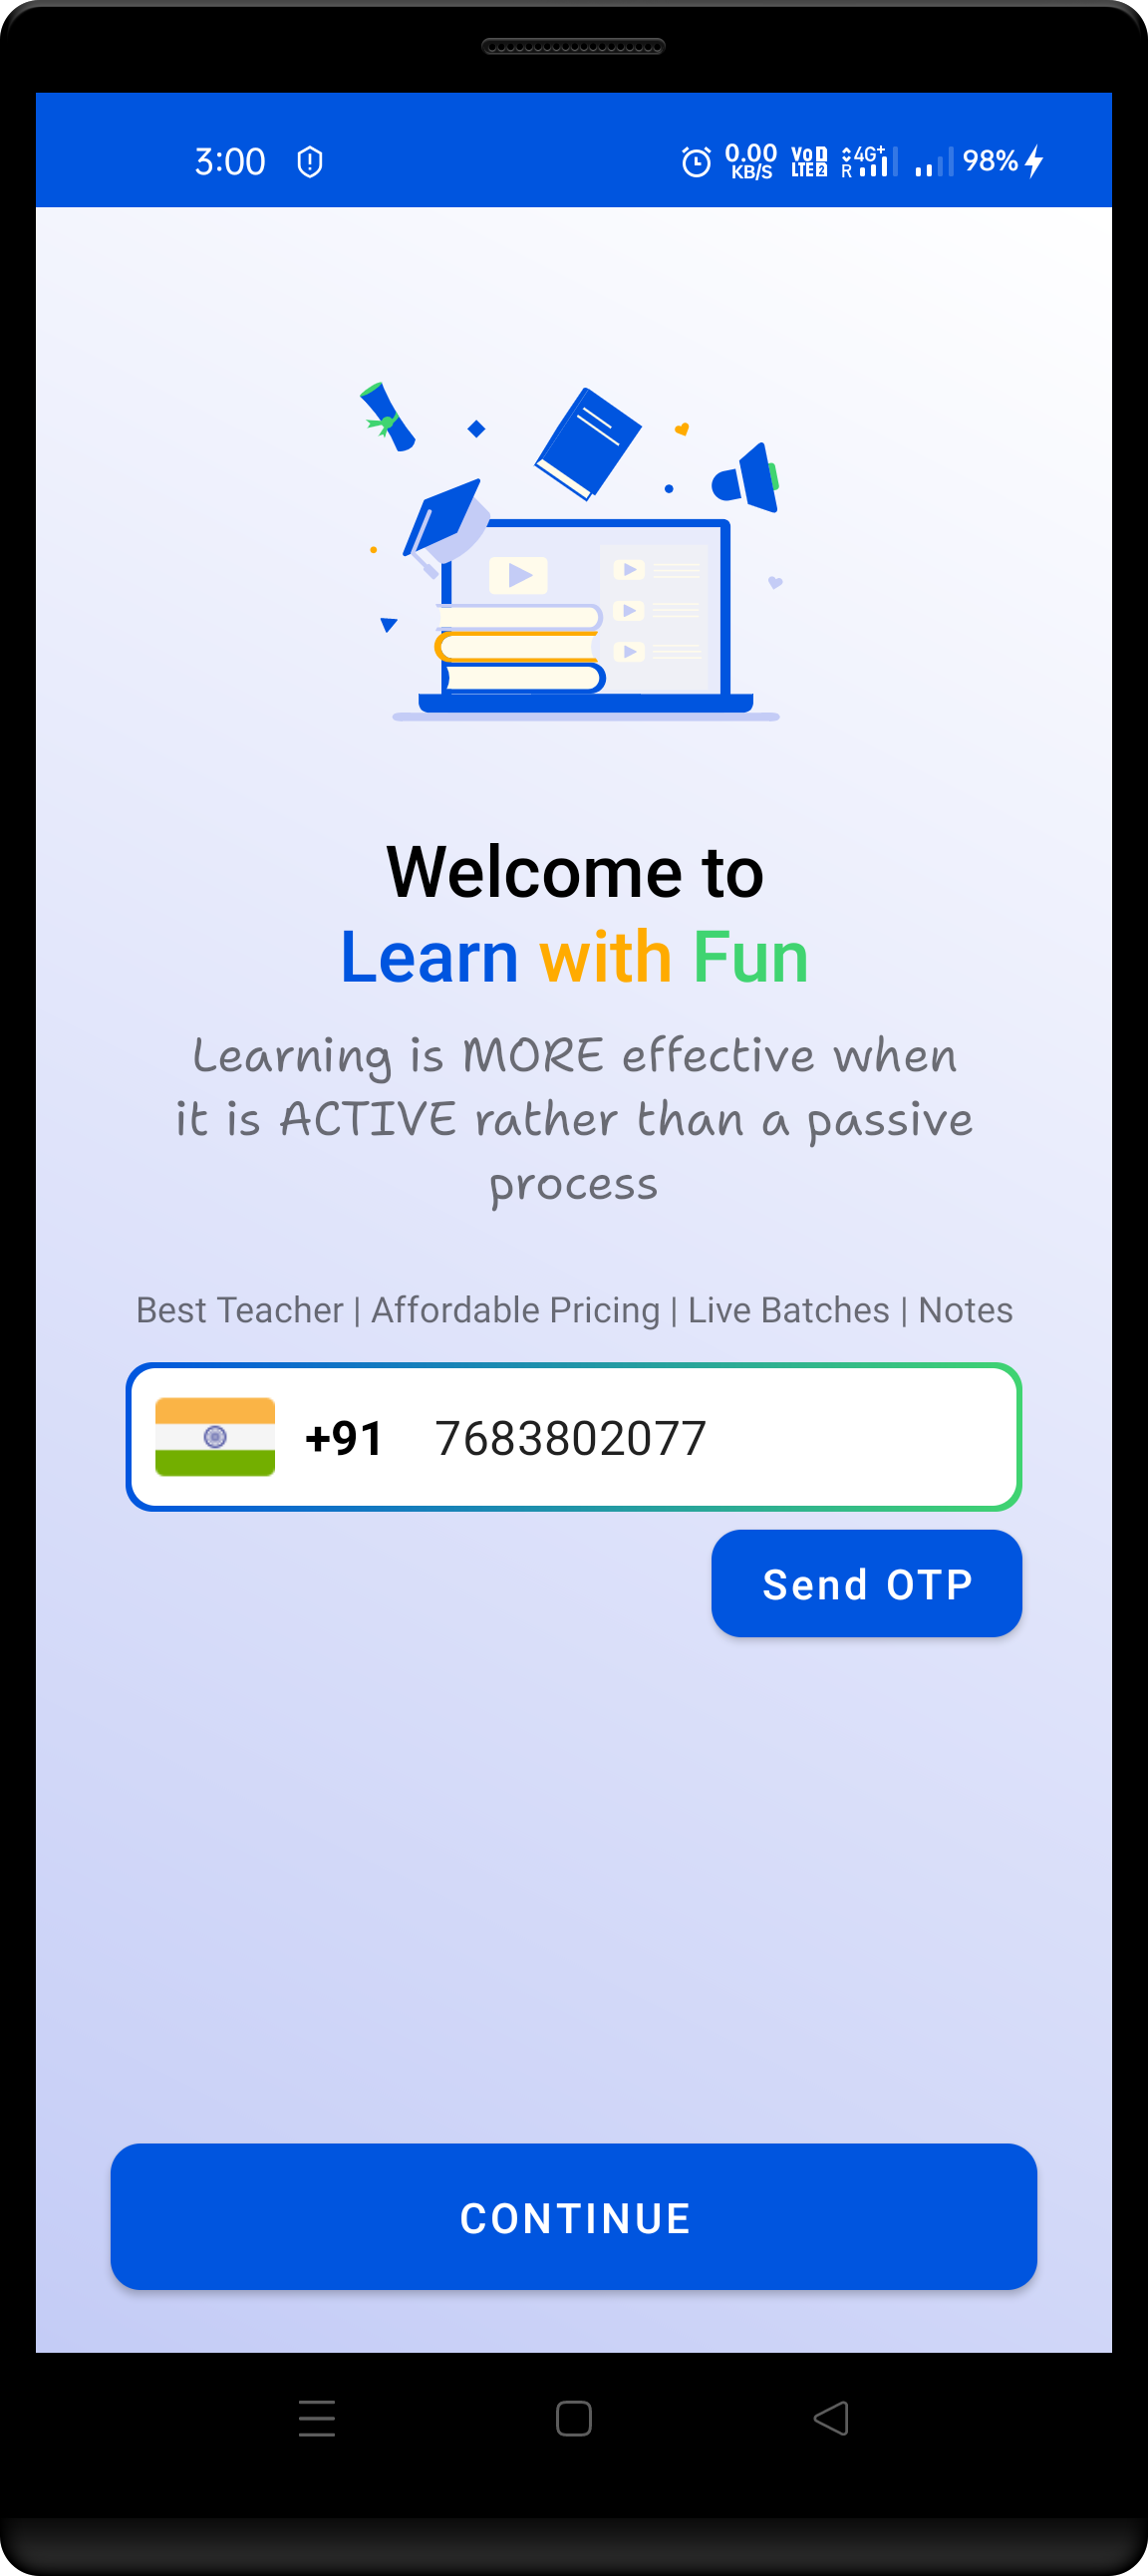 3:00 0.00 KB/S Vo 1 LTE 2 4G+ R 98%
Welcome to
Learn with Fun
Learning is MORE effective when
it is ACTIVE rather than a passive
process
Best Teacher | Affordable Pricing | Live Batches | Notes
+91 7683802077
Send OTP
CONTINUE